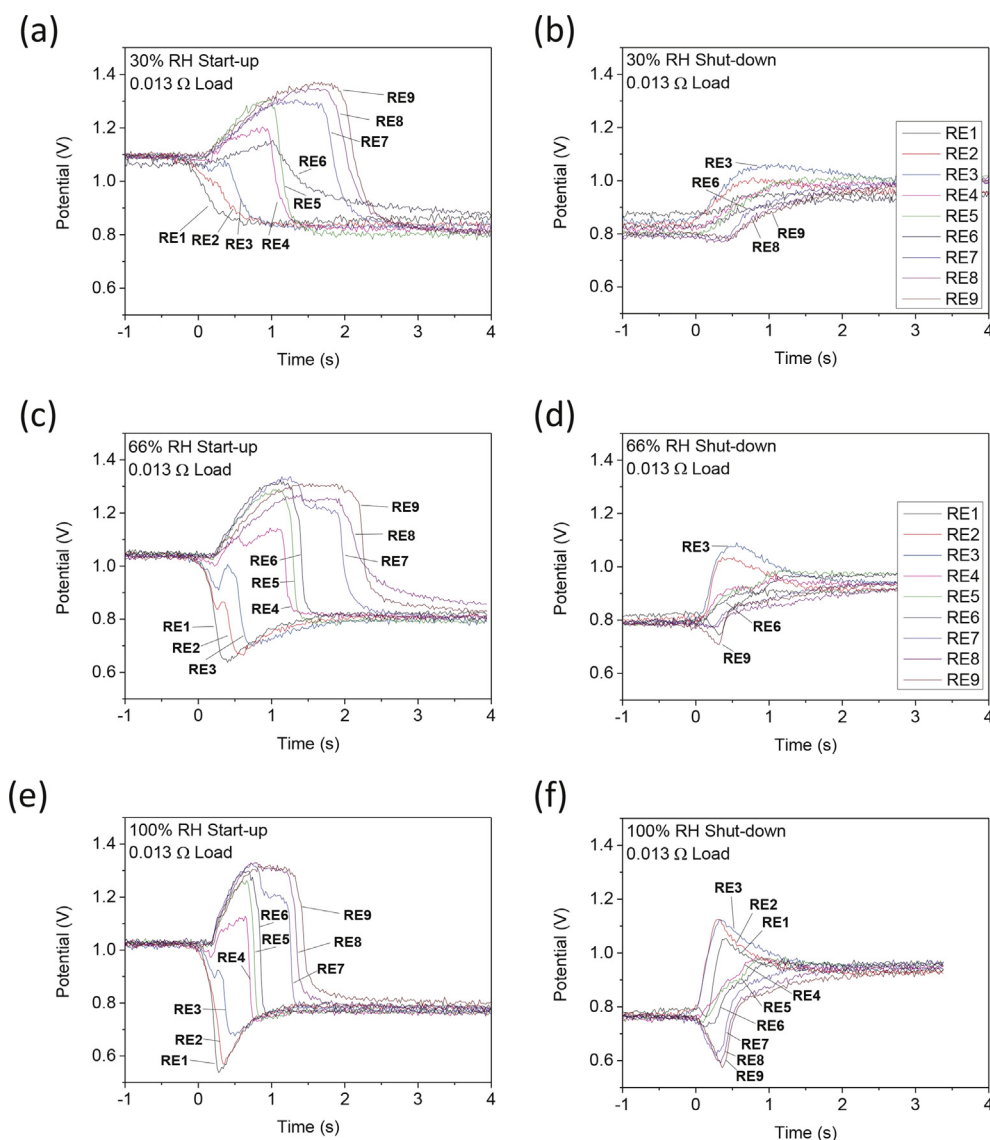 (a)
30% RH Start-up
0.013 Ω Load
1.4
1.2
1.0
0.8
0.6
Potential (V)
RE9
RE8
RE7
RE6
RE5
RE1
RE2
RE3
RE4
-1
0
1
2
3
4
Time (s)
(b)
30% RH Shut-down
0.013 Ω Load
1.4
1.2
1.0
0.8
0.6
Potential (V)
RE3
RE6
RE9
RE8
RE1
RE2
RE3
RE4
RE5
RE6
RE7
RE8
RE9
-1
0
1
2
3
4
Time (s)
(c)
66% RH Start-up
0.013 Ω Load
1.4
1.2
1.0
0.8
0.6
Potential (V)
RE9
RE8
RE7
RE6
RE5
RE4
RE1
RE2
RE3
-1
0
1
2
3
4
Time (s)
(d)
66% RH Shut-down
0.013 Ω Load
1.4
1.2
1.0
0.8
0.6
Potential (V)
RE3
RE6
RE9
RE1
RE2
RE3
RE4
RE5
RE6
RE7
RE8
RE9
-1
0
1
2
3
4
Time (s)
(e)
100% RH Start-up
0.013 Ω Load
1.4
1.2
1.0
0.8
0.6
Potential (V)
RE6
RE9
RE5
RE8
RE4
RE7
RE3
RE2
RE1
-1
0
1
2
3
4
Time (s)
(f)
100% RH Shut-down
0.013 Ω Load
1.4
1.2
1.0
0.8
0.6
Potential (V)
RE3
RE2
RE1
RE4
RE5
RE6
RE7
RE8
RE9
-1
0
1
2
3
4
Time (s)